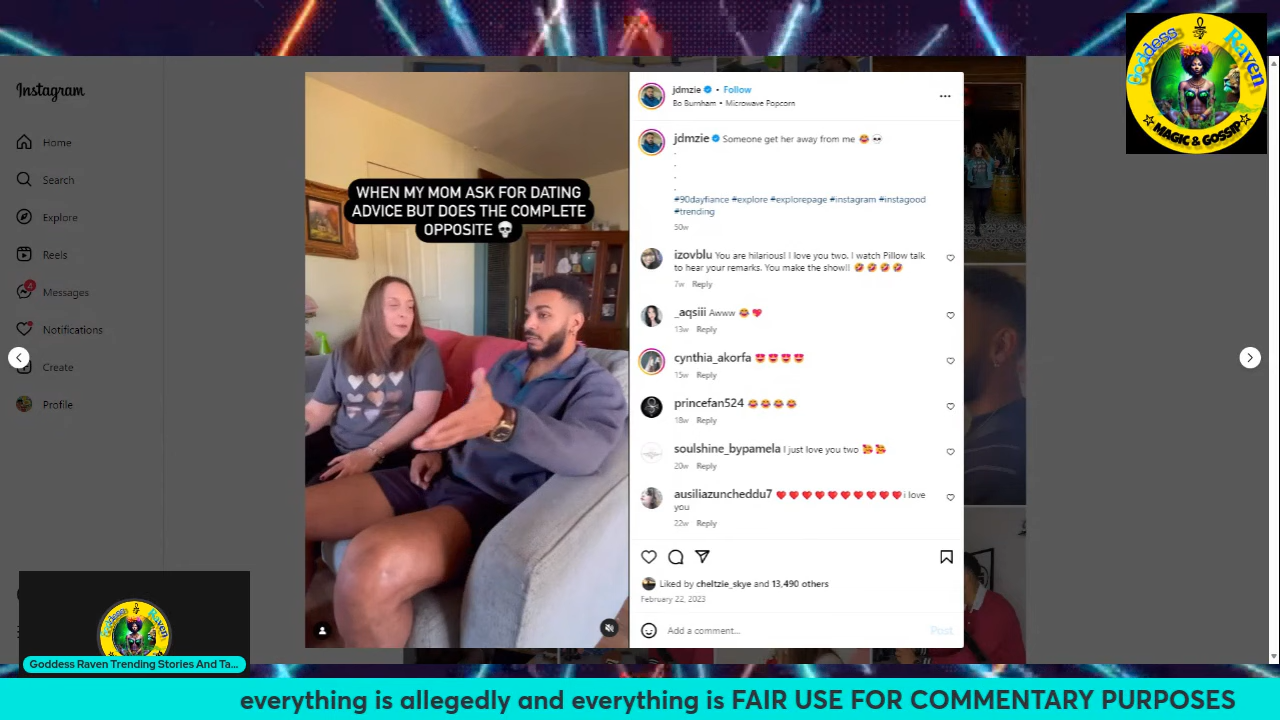 Instagram
Home
Search
Explore
Reels
4
Messages
Notifications
Create
Profile
WHEN MY MOM ASK FOR DATING
ADVICE BUT DOES THE COMPLETE
OPPOSITE 💀
jdmzie • Follow
Bo Burnham • Microwave Popcorn
jdmzie Someone get her away from me 😂 💀
.
.
.
.
#90dayfiance #explore #explorepage #instagram #instagood
#trending
50w
izovblu You are hilarious! I love you two. I watch Pillow talk
to hear your remarks. You make the show!! 🤣 🤣 🤣 🤣
7w Reply
_aqsiii Awww 😂 💖
13w Reply
cynthia_akorfa 😍 😍 😍 😍
15w Reply
princefan524 😂 😂 😂 😂
18w Reply
soulshine_bypamela I just love you two 🥰 🥰
20w Reply
ausiliazuncheddu7 ❤️ ❤️ ❤️ ❤️ ❤️ ❤️ ❤️ ❤️ ❤️ ❤️ i love
you
22w Reply
Liked by cheltzie_skye and 13,490 others
February 22, 2023
Add a comment...
Post
Goddess Raven
MAGIC & GOSSIP
Goddess Raven
Goddess Raven Trending Stories And Ta...
everything is allegedly and everything is FAIR USE FOR COMMENTARY PURPOSES